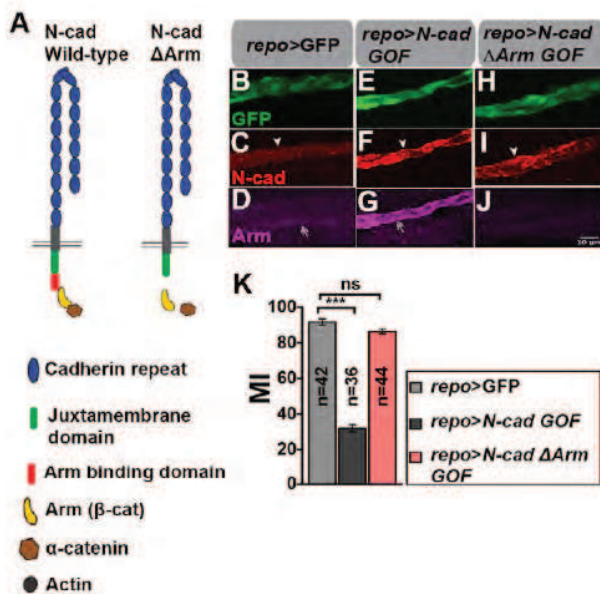 A
N-cad
Wild-type
N-cad
ΔArm
repo>GFP
repo>N-cad
GOF
repo>N-cad
ΔArm GOF
B
GFP
E
H
C
N-cad
F
I
D
Arm
G
J
10 µm
K
ns
***
MI
100
80
60
40
20
0
n=42
n=36
n=44
repo>GFP
repo>N-cad GOF
repo>N-cad ΔArm
GOF
Cadherin repeat
Juxtamembrane
domain
Arm binding domain
Arm (β-cat)
α-catenin
Actin